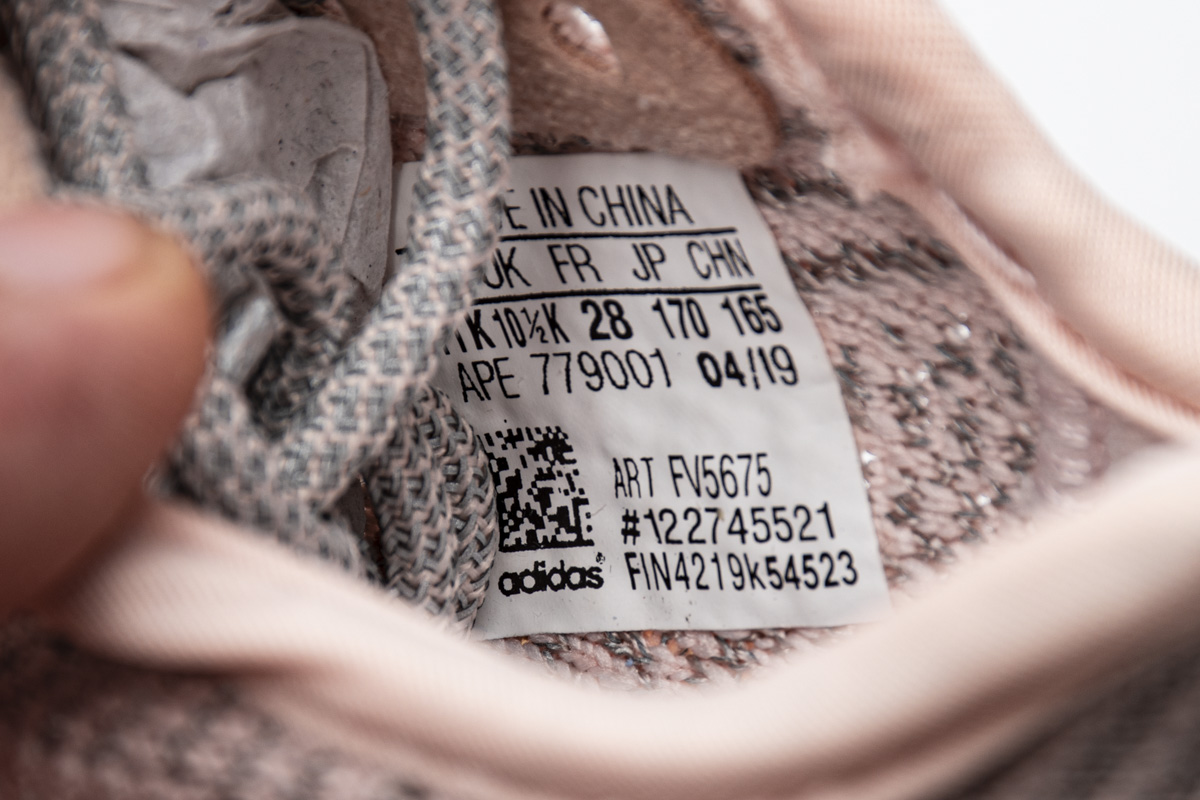 E IN CHINA
UK FR JP CHN
11K 10½K 28 170 165
APE 779001 04/19
ART FV5675
#122745521
adidas® FIN4219k54523